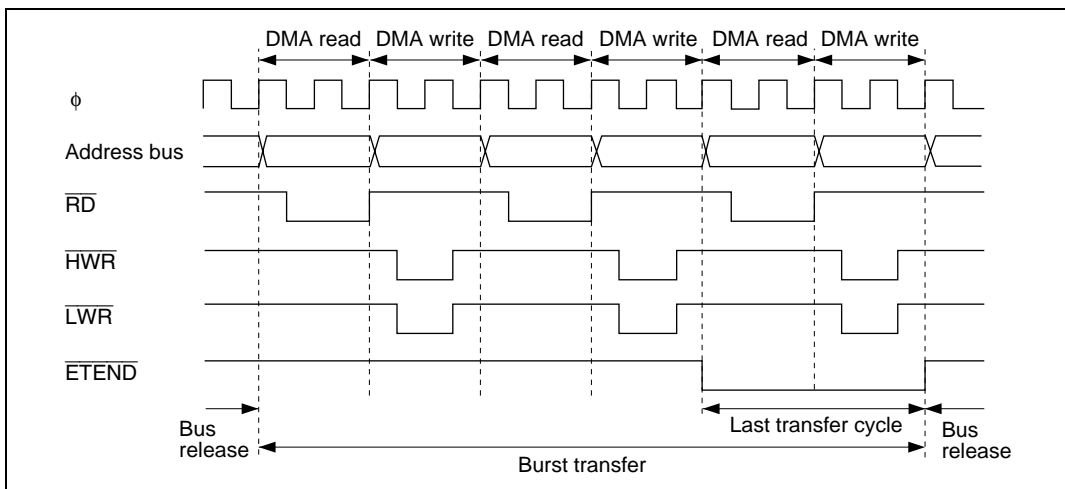 DMA read DMA write DMA read DMA write DMA read DMA write
ϕ
Address bus
RD
HWR
LWR
ETEND
Bus release
Last transfer cycle
Bus release
Burst transfer